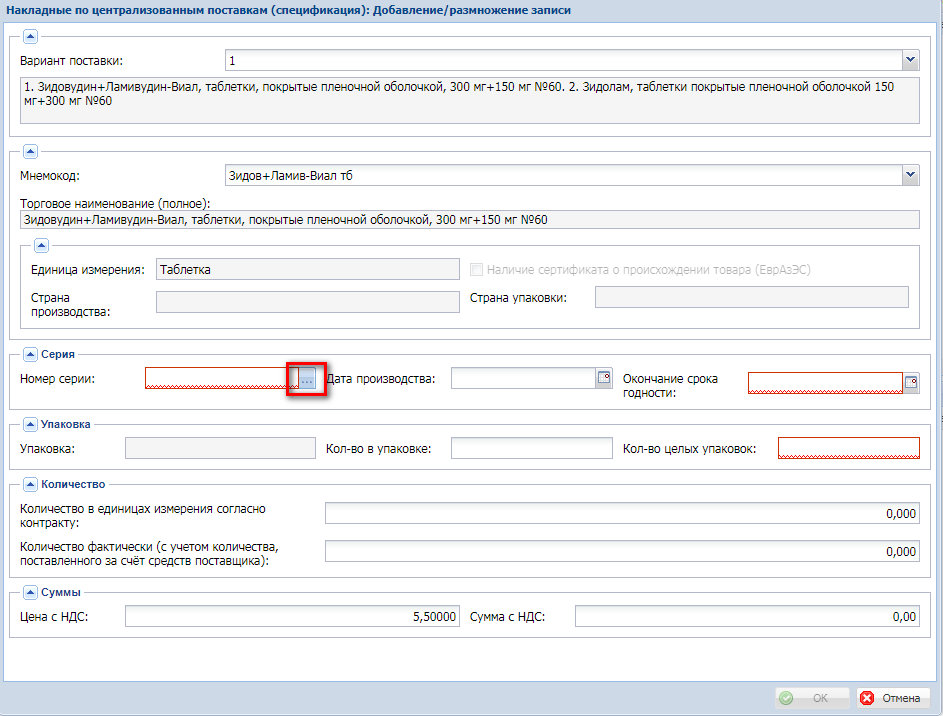 Накладные по централизованным поставкам (спецификация): Добавление/размножение записи
Вариант поставки: 1
1. Зидовудин+Ламивудин-Виал, таблетки, покрытые пленочной оболочкой, 300 мг+150 мг №60. 2. Зидолам, таблетки покрытые пленочной оболочкой 150
мг+300 мг №60
Мнемокод: Зидов+Ламив-Виал тб
Торговое наименование (полное):
Зидовудин+Ламивудин-Виал, таблетки, покрытые пленочной оболочкой, 300 мг+150 мг №60
Единица измерения: Таблетка Наличие сертификата о происхождении товара (ЕврАзЭС)
Страна
производства: Страна упаковки:
Серия
Номер серии: ... Дата производства: Окончание срока
годности:
Упаковка
Упаковка: Кол-во в упаковке: Кол-во целых упаковок:
Количество
Количество в единицах измерения согласно
контракту: 0,000
Количество фактически (с учетом количества,
поставленного за счёт средств поставщика): 0,000
Суммы
Цена с НДС: 5,50000 Сумма с НДС: 0,00
ОК Отмена